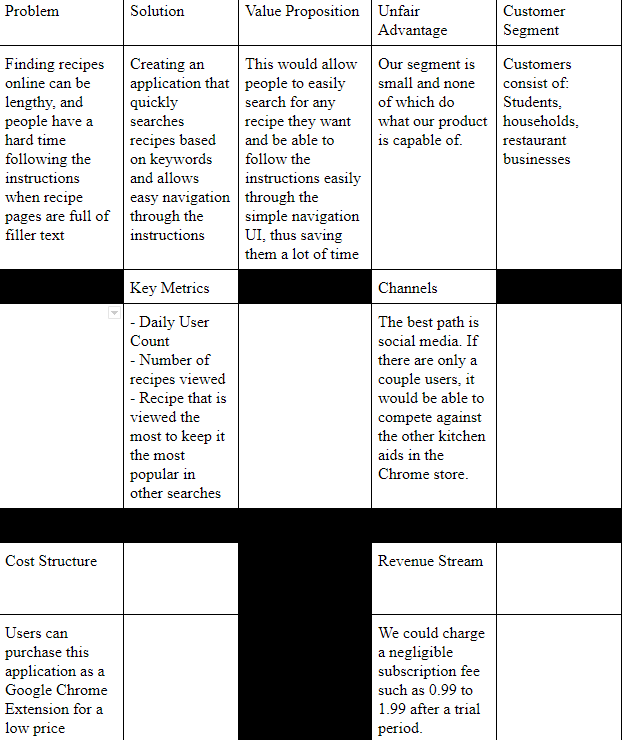 Problem
Solution
Value Proposition
Unfair
Advantage
Customer
Segment
Finding recipes
online can be
lengthy, and
people have a
hard time
following the
instructions
when recipe
pages are full of
filler text
Creating an
application that
quickly
searches
recipes based
on keywords
and allows
easy navigation
through the
instructions
This would allow
people to easily
search for any
recipe they want
and be able to
follow the
instructions easily
through the
simple navigation
UI, thus saving
them a lot of time
Our segment is
small and none
of which do
what our product
is capable of.
Customers
consist of:
Students,
households,
restaurant
businesses
Key Metrics
Channels
- Daily User
Count
- Number of
recipes viewed
- Recipe that is
viewed the
most to keep it
the most
popular in
other searches
The best path is
social media. If
there are only a
couple users, it
would be able to
compete against
the other kitchen
aids in the
Chrome store.
Cost Structure
Revenue Stream
Users can
purchase this
application as a
Google Chrome
Extension for a
low price
We could charge
a negligible
subscription fee
such as 0.99 to
1.99 after a trial
period.